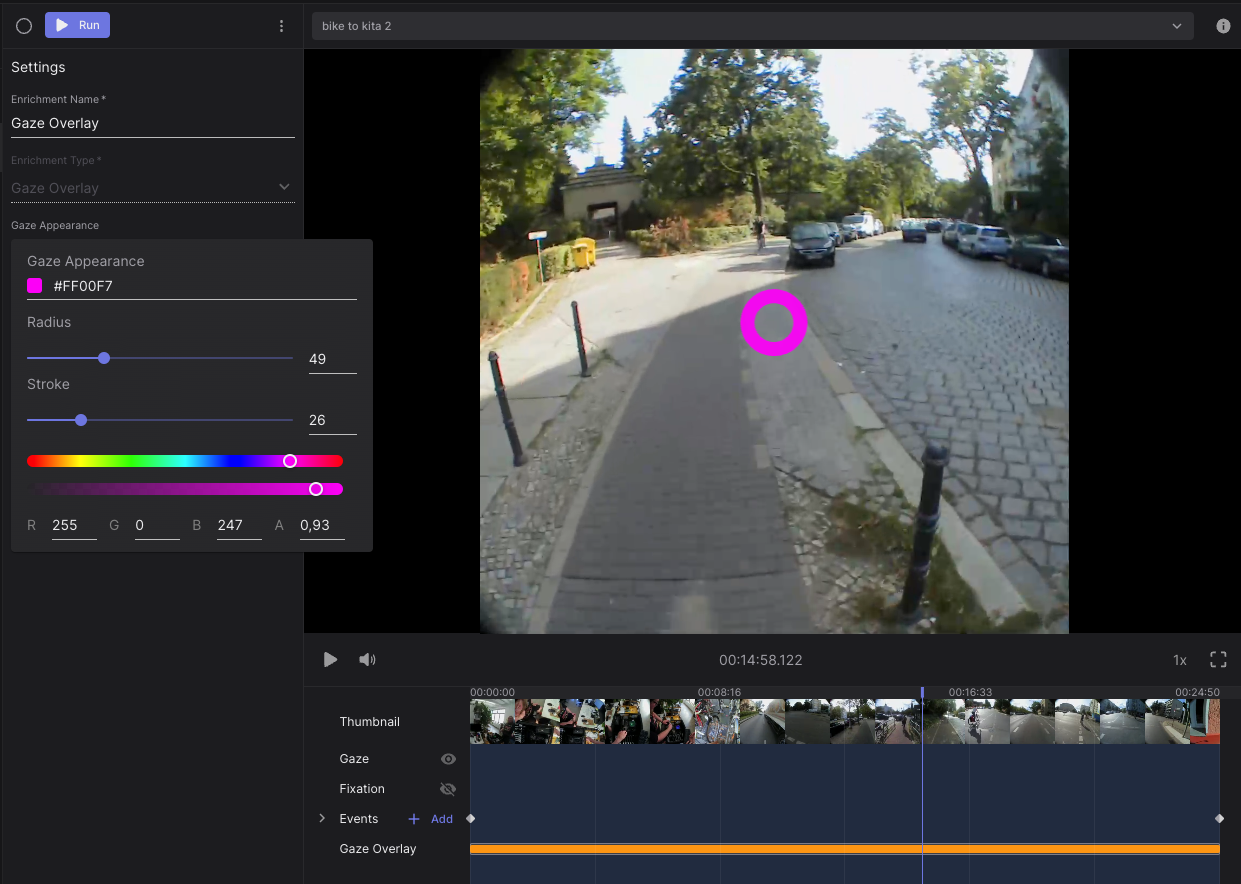 Run
bike to kita 2
Settings
Enrichment Name *
Gaze Overlay
Enrichment Type *
Gaze Overlay
Gaze Appearance
Gaze Appearance
#FF00F7
Radius
49
Stroke
26
R 255 G 0 B 247 A 0,93
00:14:58.122
1x
00:00:00 00:08:16 00:16:33 00:24:50
Thumbnail
Gaze
Fixation
Events + Add
Gaze Overlay